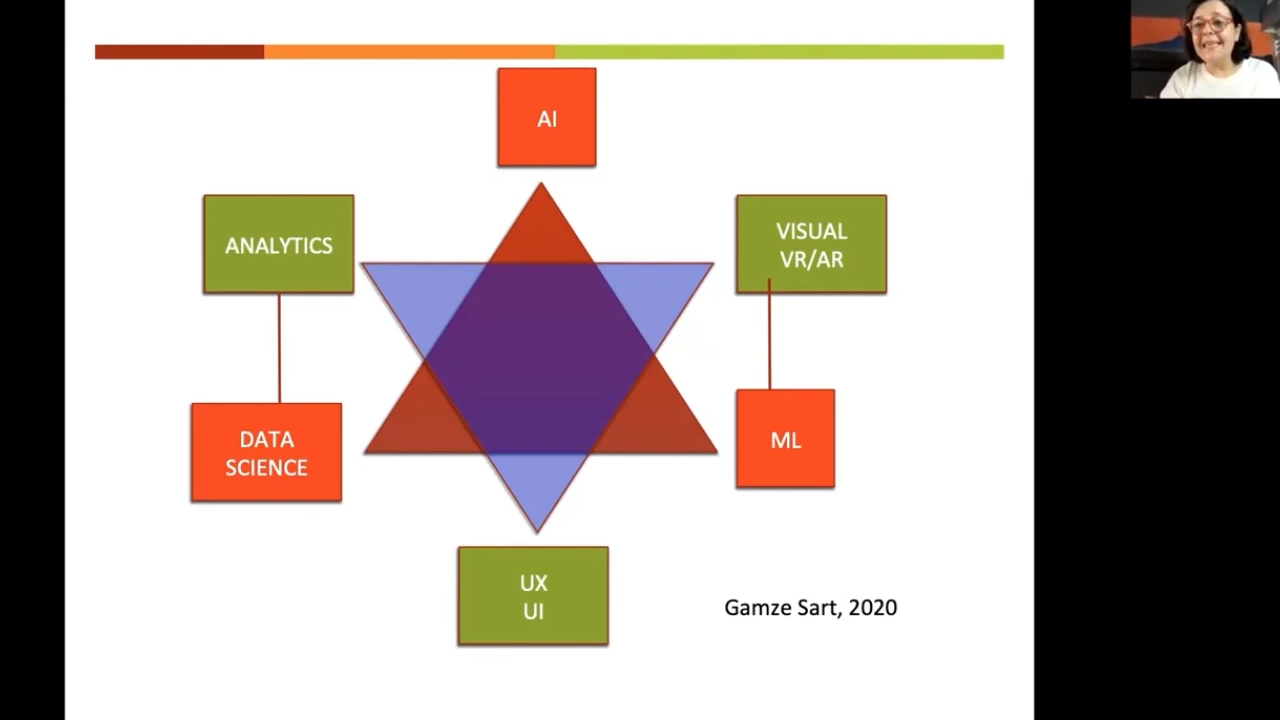 AI
ANALYTICS
VISUAL
VR/AR
DATA
SCIENCE
ML
UX
UI
Gamze Sart, 2020